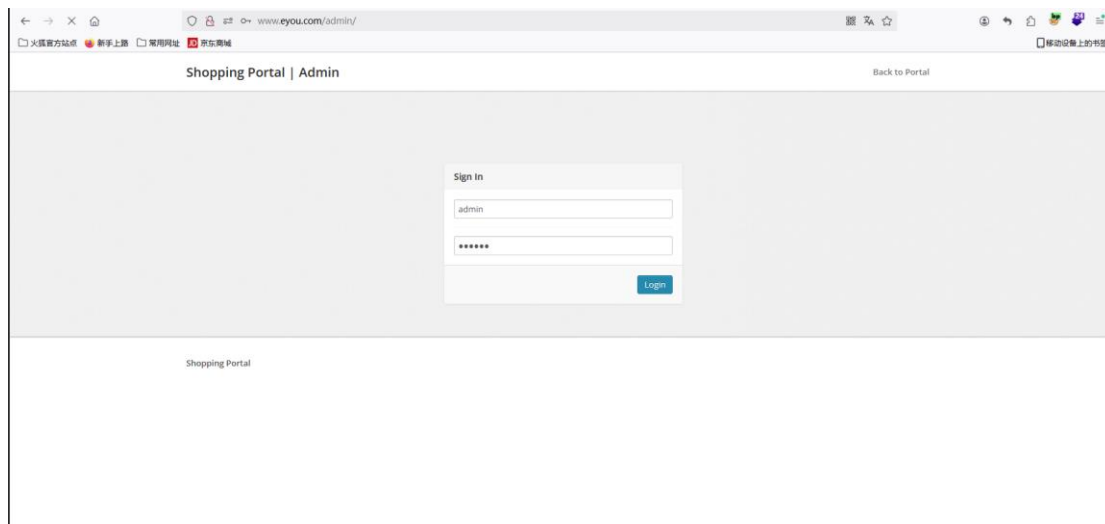 www.eyou.com/admin/
火狐官方站点 新手上路 常用网址 JD 京东商城 移动设备上的书签
Shopping Portal | Admin Back to Portal
Sign In
admin
••••••
Login
Shopping Portal